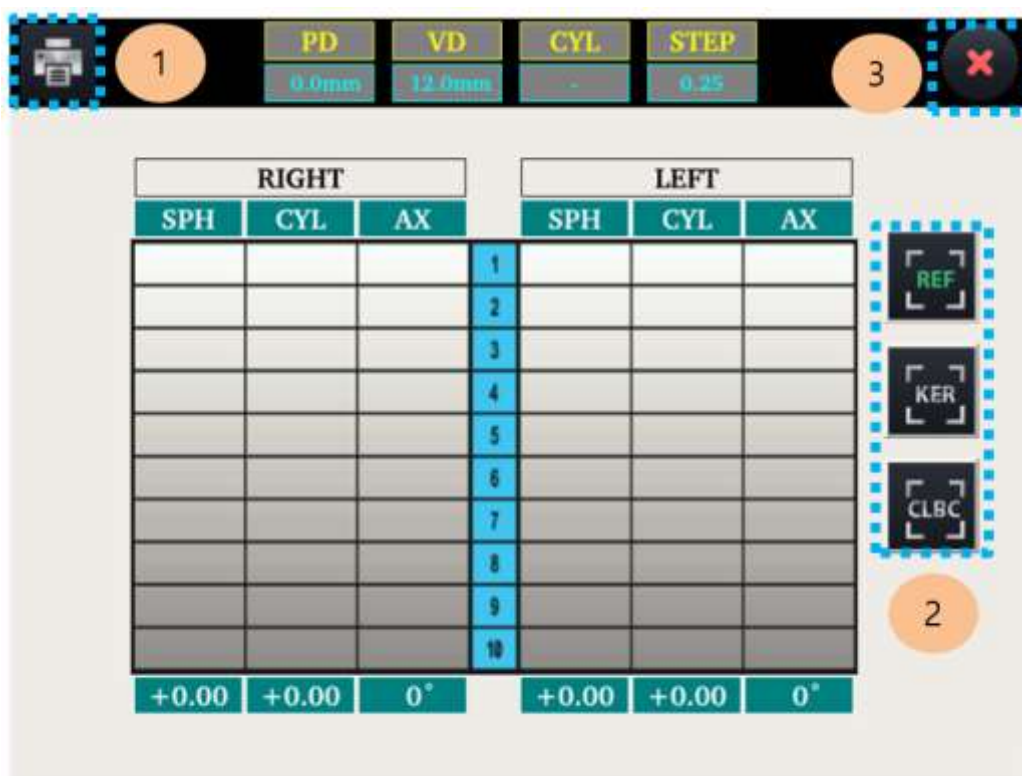 1 PD VD CYL STEP 3
0.0mm 12.0mm - 0.25
RIGHT LEFT
SPH CYL AX SPH CYL AX
1
2
3
4
5
6
7
8
9
10
REF
KER
CLBC
2
+0.00 +0.00 0° +0.00 +0.00 0°